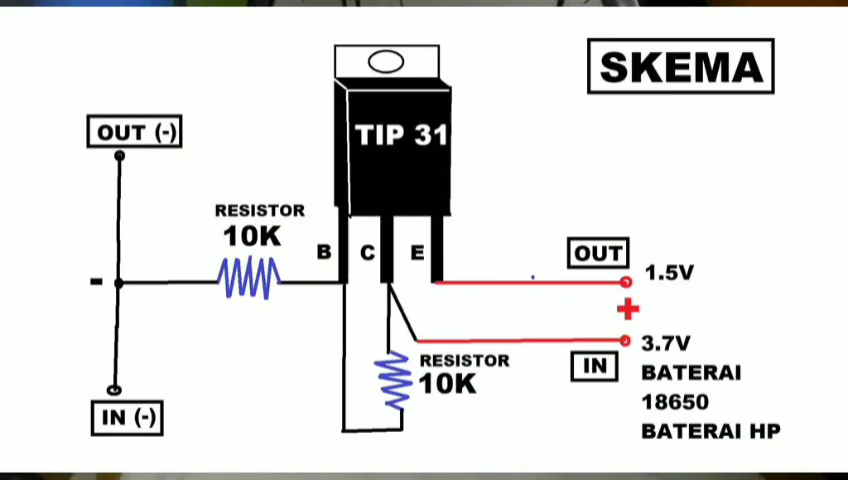 SKEMA
TIP 31
OUT (-)
RESISTOR
10K
B
C
E
OUT
1.5V
-
+
IN
3.7V
BATERAI
18650
BATERAI HP
RESISTOR
10K
IN (-)